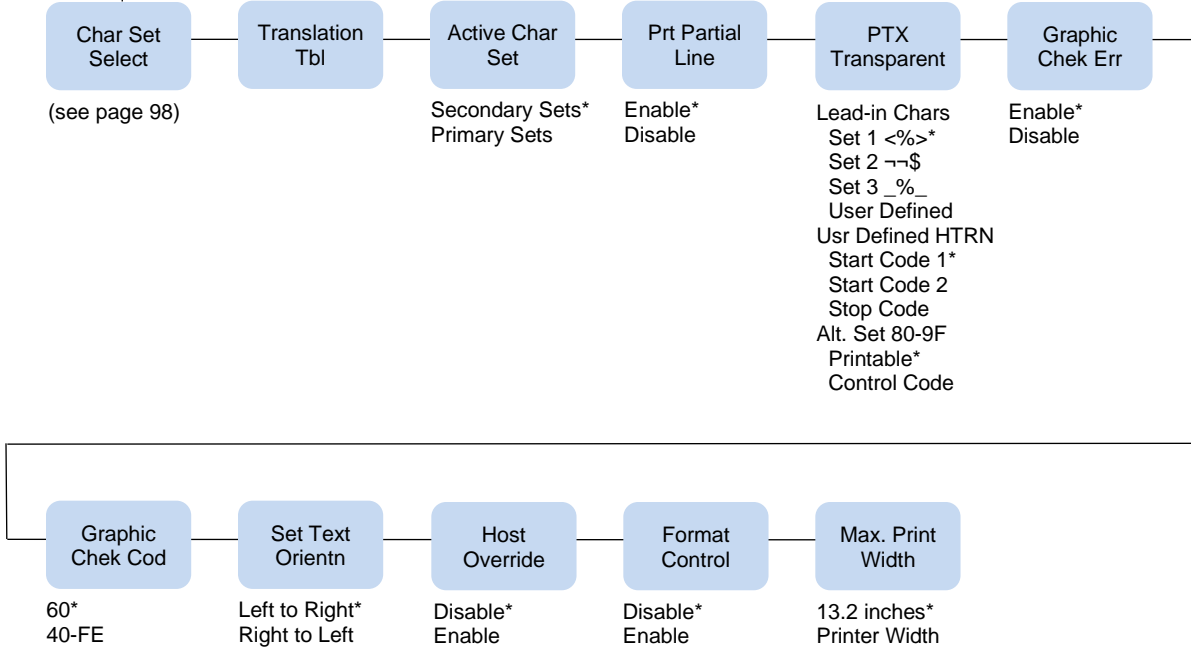 Char Set
Select
(see page 98)
Translation
Tbl
Active Char
Set
Secondary Sets*
Primary Sets
Prt Partial
Line
Enable*
Disable
PTX
Transparent
Lead-in Chars
Set 1 <%>*
Set 2 ¬¬$
Set 3 _%_
User Defined
Usr Defined HTRN
Start Code 1*
Start Code 2
Stop Code
Alt. Set 80-9F
Printable*
Control Code
Graphic
Chek Err
Enable*
Disable
Graphic
Chek Cod
60*
40-FE
Set Text
Orientn
Left to Right*
Right to Left
Host
Override
Disable*
Enable
Format
Control
Disable*
Enable
Max. Print
Width
13.2 inches*
Printer Width